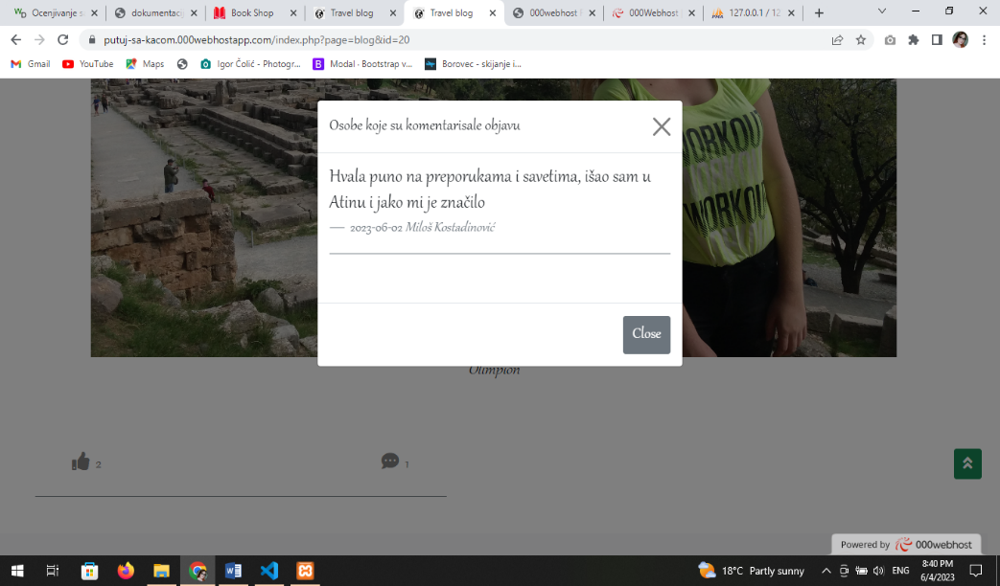 Ocenjivanje s
dokumentacij
Book Shop
Travel blog
Travel blog
000webhost
000Webhost
127.0.0.1 / 12
putuj-sa-kacom.000webhostapp.com/index.php?page=blog&id=20
Gmail
YouTube
Maps
Igor Čolić - Photogr...
Modal · Bootstrap v...
Borovec - skijanje i...
WORKOU
WORKOU
Osobe koje su komentarisale objavu
Hvala puno na preporukama i savetima, išao sam u
Atinu i jako mi je značilo
— 2023-06-02 Miloš Kostadinović
Close
Olimpion
2
1
Powered by 000webhost
18°C Partly sunny
ENG
8:40 PM
6/4/2023